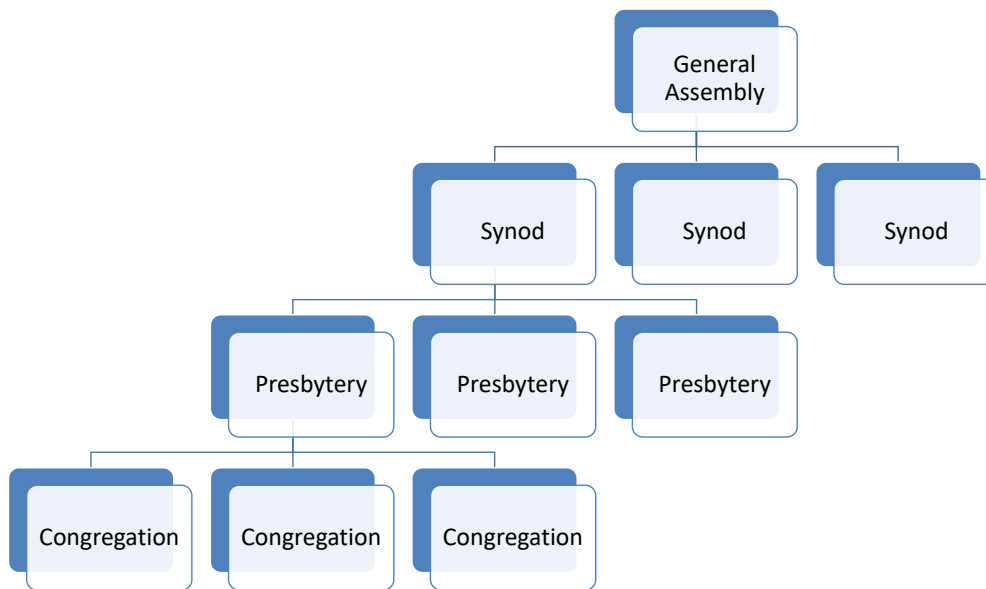 General
Assembly
Synod
Synod
Synod
Presbytery
Presbytery
Presbytery
Congregation
Congregation
Congregation